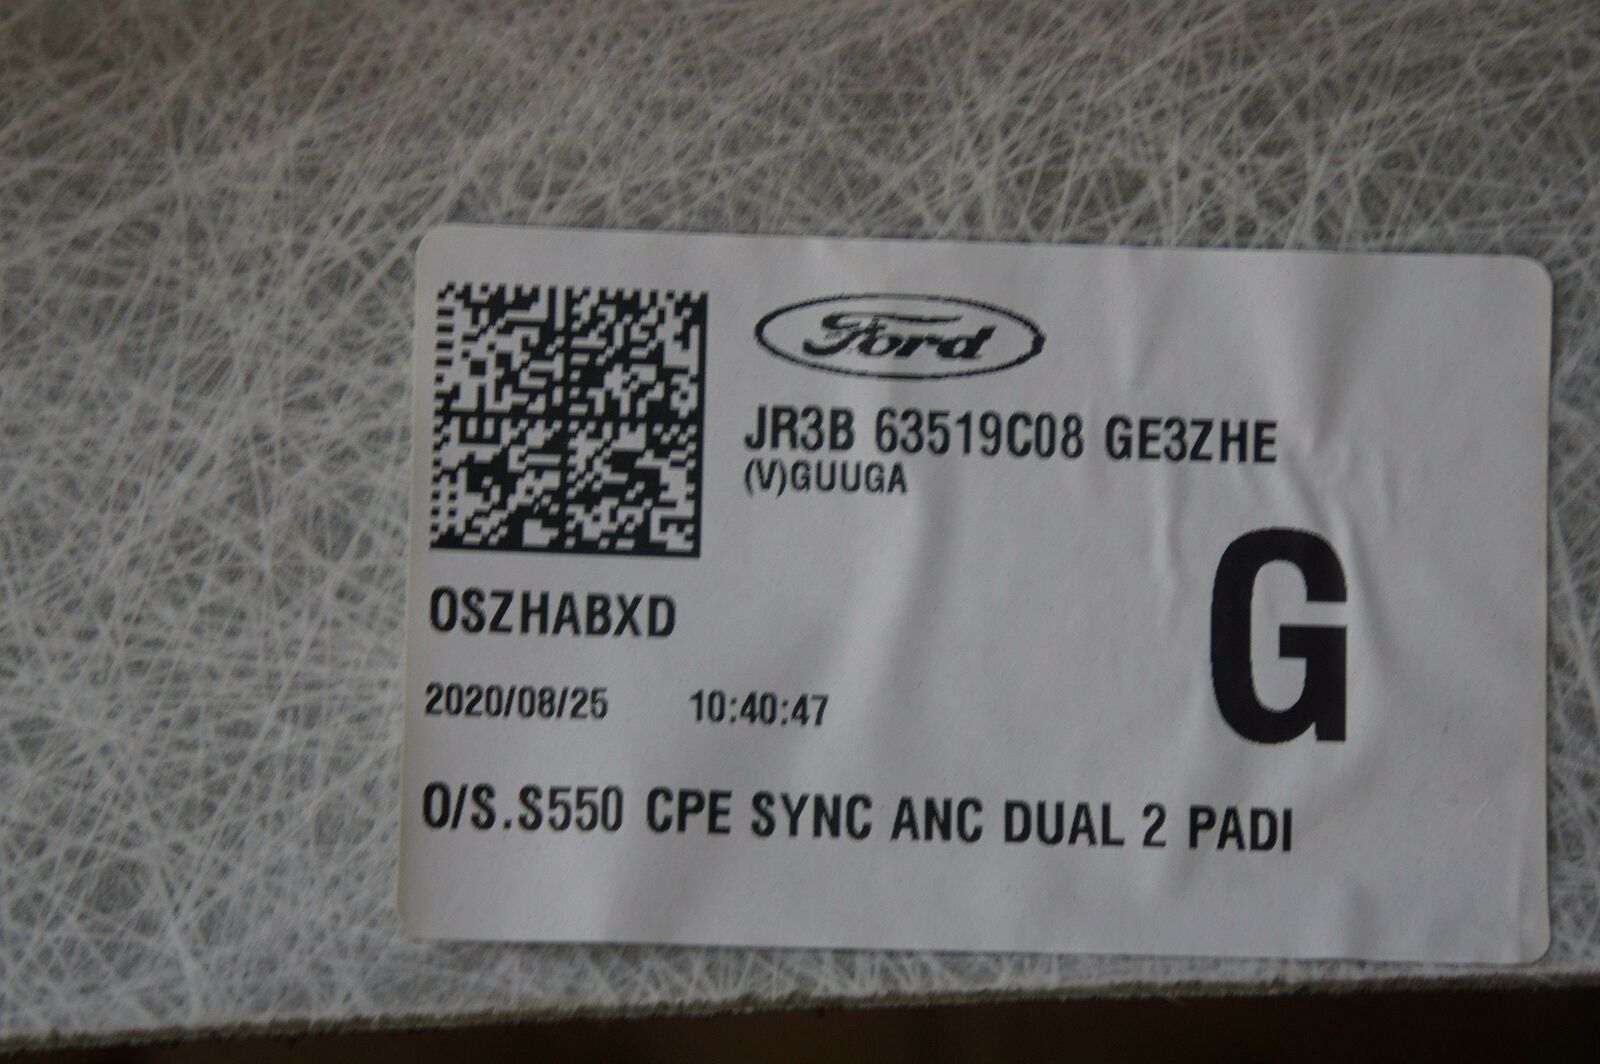 Ford
JR3B 63519C08 GE3ZHE
(V)GUUGA
G
OSZHABXD
2020/08/25 10:40:47
O/S.S550 CPE SYNC ANC DUAL 2 PADI